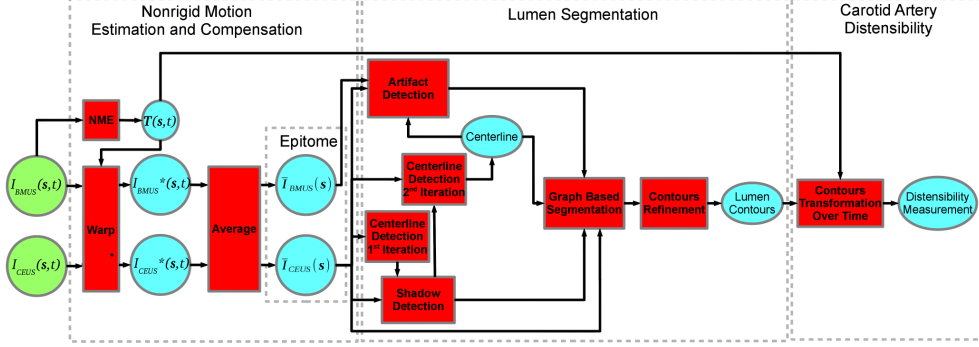 Nonrigid Motion
Estimation and Compensation
Lumen Segmentation
Carotid Artery
Distensibility
NME
T(s,t)
Epitome
Artifact
Detection
Centerline
I_BMUS(s,t)
Warp
*
I_BMUS*(s,t)
Average
Ī_BMUS(s)
Centerline
Detection
2nd Iteration
Graph Based
Segmentation
Contours
Refinement
Lumen
Contours
Contours
Transformation
Over Time
Distensibility
Measurement
Centerline
Detection
1st Iteration
I_CEUS(s,t)
I_CEUS*(s,t)
Ī_CEUS(s)
Shadow
Detection